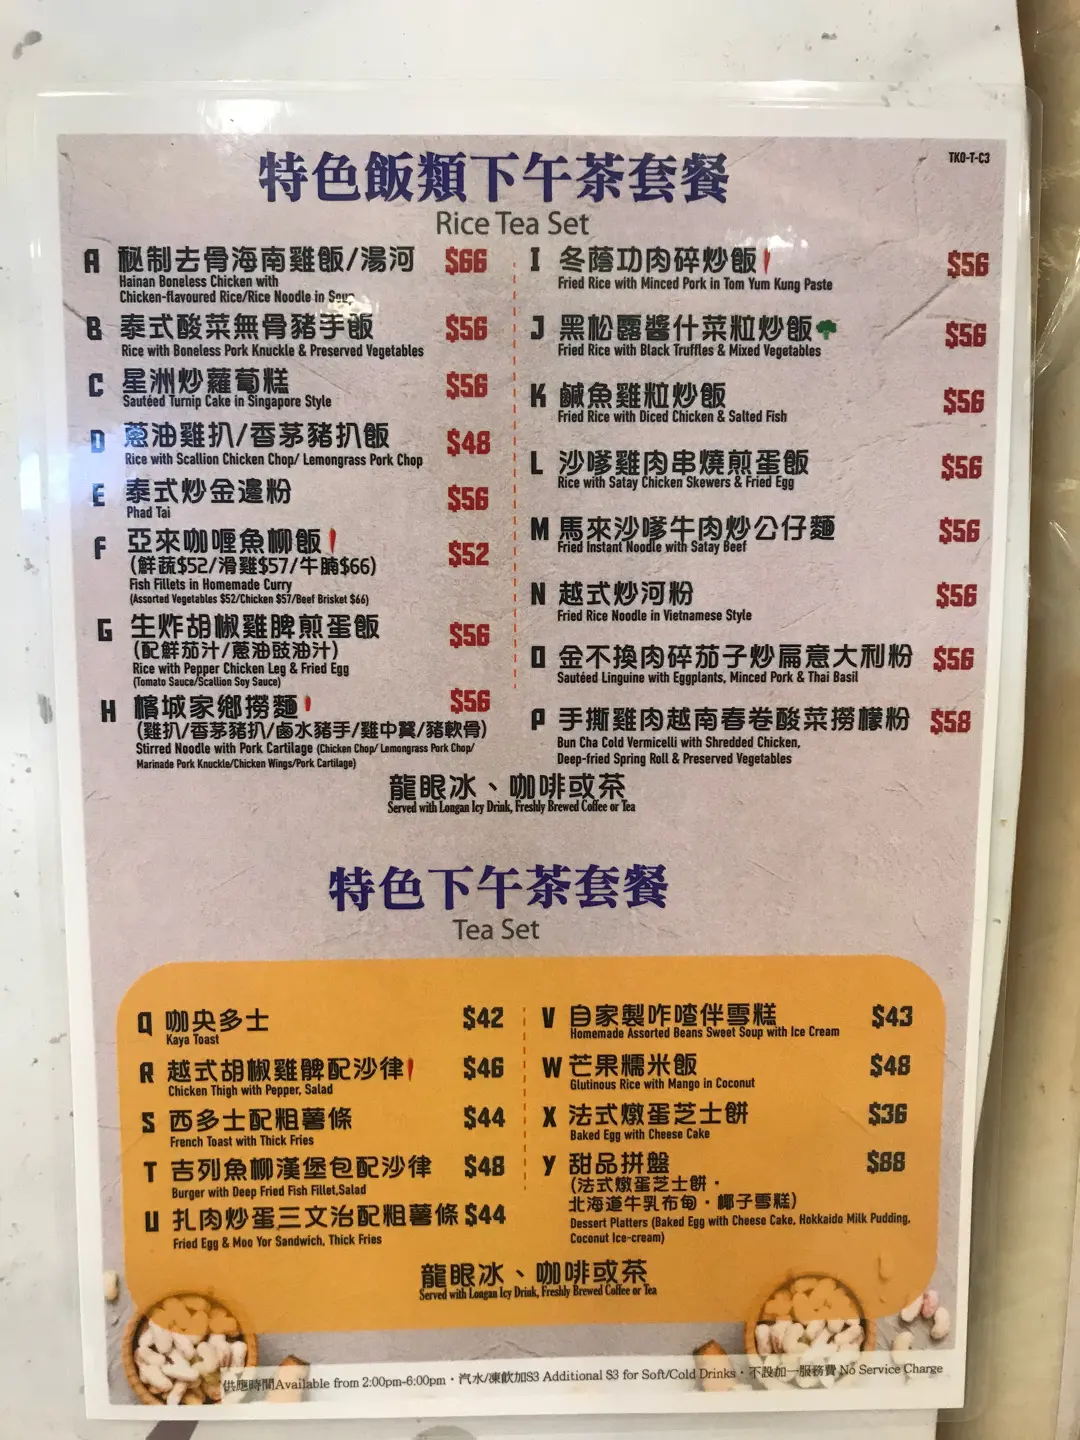 TKO-T-C3
特色飯類下午茶套餐
Rice Tea Set
A 秘制去骨海南雞飯/湯河 $66
Hainan Boneless Chicken with
Chicken-flavoured Rice/Rice Noodle in Soup
B 泰式酸菜無骨豬手飯 $56
Rice with Boneless Pork Knuckle & Preserved Vegetables
C 星洲炒蘿蔔糕 $56
Sautéed Turnip Cake in Singapore Style
D 蔥油雞扒/香茅豬扒飯 $48
Rice with Scallion Chicken Chop/ Lemongrass Pork Chop
E 泰式炒金邊粉 $56
Phad Tai
F 亞來咖喱魚柳飯 $52
(鮮蔬$52/滑雞$57/牛腩$66)
Fish Fillets in Homemade Curry
(Assorted Vegetables $52/Chicken $57/Beef Brisket $66)
G 生炸胡椒雞脾煎蛋飯 $56
(配鮮茄汁/蔥油豉油汁)
Rice with Pepper Chicken Leg & Fried Egg
(Tomato Sauce/Scallion Soy Sauce)
H 檳城家鄉撈麵 $56
(雞扒/香茅豬扒/鹵水豬手/雞中翼/豬軟骨)
Stirred Noodle with Pork Cartilage (Chicken Chop/ Lemongrass Pork Chop/
Marinade Pork Knuckle/Chicken Wings/Pork Cartilage)
I 冬蔭功肉碎炒飯 $56
Fried Rice with Minced Pork in Tom Yum Kung Paste
J 黑松露醬什菜粒炒飯 $56
Fried Rice with Black Truffles & Mixed Vegetables
K 鹹魚雞粒炒飯 $56
Fried Rice with Diced Chicken & Salted Fish
L 沙嗲雞肉串燒煎蛋飯 $56
Rice with Satay Chicken Skewers & Fried Egg
M 馬來沙嗲牛肉炒公仔麵 $56
Fried Instant Noodle with Satay Beef
N 越式炒河粉 $56
Fried Rice Noodle in Vietnamese Style
O 金不換肉碎茄子炒扁意大利粉 $56
Sautéed Linguine with Eggplants, Minced Pork & Thai Basil
P 手撕雞肉越南春卷酸菜撈檬粉 $58
Bun Cha Cold Vermicelli with Shredded Chicken,
Deep-fried Spring Roll & Preserved Vegetables
龍眼冰、咖啡或茶
Served with Longan Icy Drink, Freshly Brewed Coffee or Tea
特色下午茶套餐
Tea Set
Q 咖央多士 $42
Kaya Toast
R 越式胡椒雞髀配沙律 $46
Chicken Thigh with Pepper, Salad
S 西多士配粗薯條 $44
French Toast with Thick Fries
T 吉列魚柳漢堡包配沙律 $48
Burger with Deep Fried Fish Fillet,Salad
U 扎肉炒蛋三文治配粗薯條 $44
Fried Egg & Moo Yor Sandwich, Thick Fries
V 自家製咋喳伴雪糕 $43
Homemade Assorted Beans Sweet Soup with Ice Cream
W 芒果糯米飯 $48
Glutinous Rice with Mango in Coconut
X 法式燉蛋芝士餅 $36
Baked Egg with Cheese Cake
Y 甜品拼盤 $88
(法式燉蛋芝士餅・
北海道牛乳布甸・椰子雪糕)
Dessert Platters (Baked Egg with Cheese Cake, Hokkaido Milk Pudding,
Coconut Ice-cream)
龍眼冰、咖啡或茶
Served with Longan Icy Drink, Freshly Brewed Coffee or Tea
供應時間Available from 2:00pm-6:00pm・汽水/凍飲加$3 Additional $3 for Soft/Cold Drinks・不設加一服務費 No Service Charge